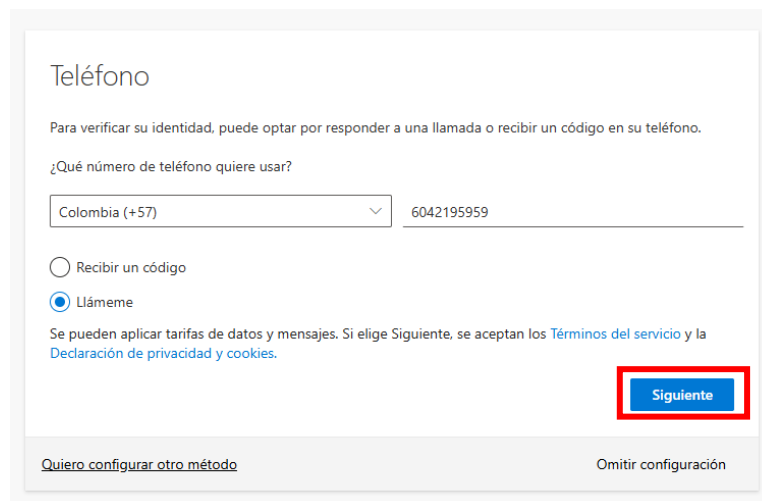 Teléfono
Para verificar su identidad, puede optar por responder a una llamada o recibir un código en su teléfono.
¿Qué número de teléfono quiere usar?
Colombia (+57)
6042195959
Recibir un código
Llámeme
Se pueden aplicar tarifas de datos y mensajes. Si elige Siguiente, se aceptan los Términos del servicio y la
Declaración de privacidad y cookies.
Siguiente
Quiero configurar otro método
Omitir configuración